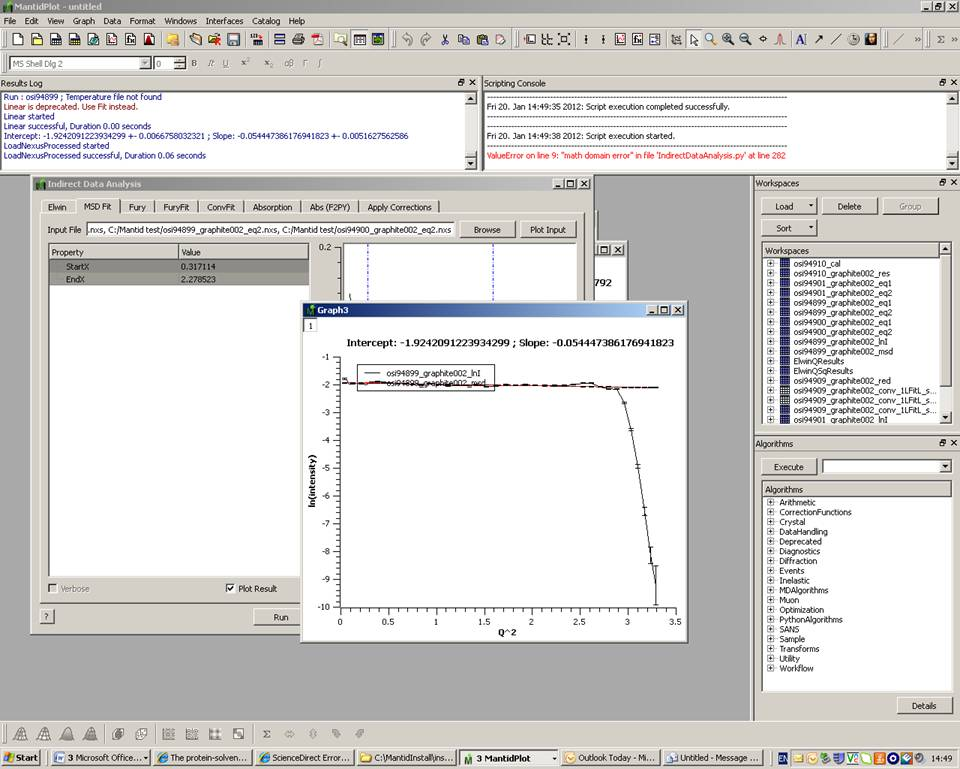 MantidPlot - untitled
File Edit View Graph Data Format Windows Interfaces Catalog Help
MS Shell Dlg 2 0 B It U x² x₂ αβ Γ ∫
Results Log
Run : osi94899 ; Temperature file not found
Linear is deprecated. Use Fit instead.
Linear started
Linear successful, Duration 0.00 seconds
Intercept: -1.9242091223934299 +- 0.0066758032321 ; Slope: -0.054447386176941823 +- 0.0051627562586
LoadNexusProcessed started
LoadNexusProcessed successful, Duration 0.06 seconds
Scripting Console
Fri 20. Jan 14:49:35 2012: Script execution completed successfully.
Fri 20. Jan 14:49:38 2012: Script execution started.
ValueError on line 9: "math domain error" in file 'IndirectDataAnalysis.py' at line 282
Indirect Data Analysis
Elwin MSD Fit Fury FuryFit ConvFit Absorption Abs (F2PY) Apply Corrections
Input File .nxs, C:/Mantid test/osi94899_graphite002_eq2.nxs, C:/Mantid test/osi94900_graphite002_eq2.nxs Browse Plot Input
Property Value
StartX 0.317114
EndX 2.278523
0.2
792
Verbose
Plot Result
? Run
Graph3
1
Intercept: -1.9242091223934299 ; Slope: -0.054447386176941823
osi94899_graphite002_lnI
osi94899_graphite002_msd
-1
-2
-3
-4
-5
-6
-7
-8
-9
-10
ln(intensity)
0 0.5 1 1.5 2 2.5 3 3.5
Q^2
Workspaces
Load Delete Group
Sort
Workspaces
osi94910_cal
osi94910_graphite002_res
osi94901_graphite002_eq1
osi94901_graphite002_eq2
osi94899_graphite002_eq1
osi94899_graphite002_eq2
osi94900_graphite002_eq1
osi94900_graphite002_eq2
osi94899_graphite002_lnI
osi94899_graphite002_msd
ElwinQResults
ElwinQSqResults
osi94909_graphite002_red
osi94909_graphite002_conv_1LFitL_s...
osi94909_graphite002_conv_1LFitL_s...
osi94909_graphite002_conv_1LFitL_s...
osi94901_graphite002_lnI
Algorithms
Execute
Algorithms
Arithmetic
CorrectionFunctions
Crystal
DataHandling
Deprecated
Diagnostics
Diffraction
Events
Inelastic
MDAlgorithms
Muon
Optimization
PythonAlgorithms
SANS
Sample
Transforms
Utility
Workflow
Details
Start 3 Microsoft Office... The protein-solven... ScienceDirect Error... C:\MantidInstall\ins... 3 MantidPlot Outlook Today - Mi... Untitled - Message ... EN 14:49